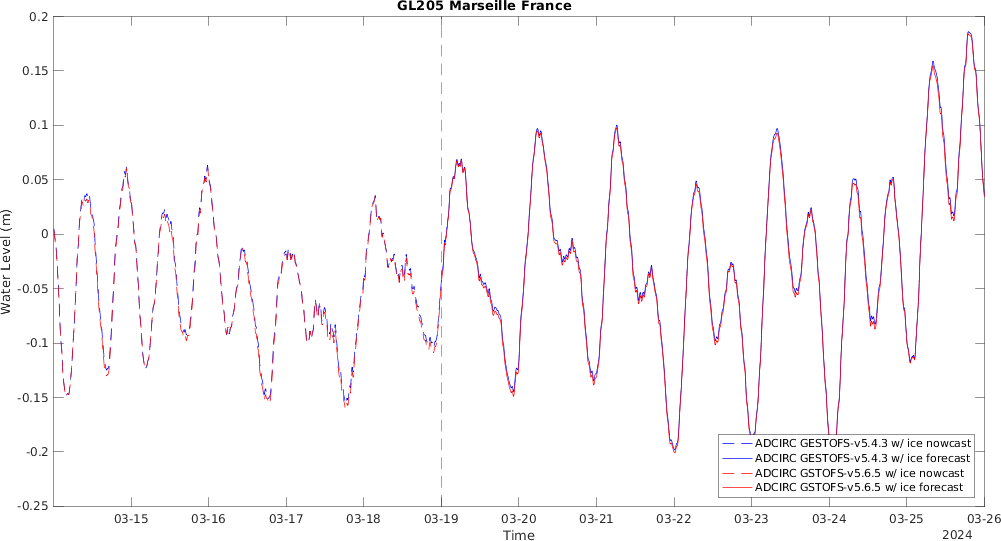 GL205 Marseille France
0.2
0.15
0.1
0.05
0
-0.05
-0.1
-0.15
-0.2
-0.25
Water Level (m)
ADCIRC GESTOFS-v5.4.3 w/ ice nowcast
ADCIRC GESTOFS-v5.4.3 w/ ice forecast
ADCIRC GSTOFS-v5.6.5 w/ ice nowcast
ADCIRC GSTOFS-v5.6.5 w/ ice forecast
03-15 03-16 03-17 03-18 03-19 03-20 03-21 03-22 03-23 03-24 03-25 03-26
Time
2024